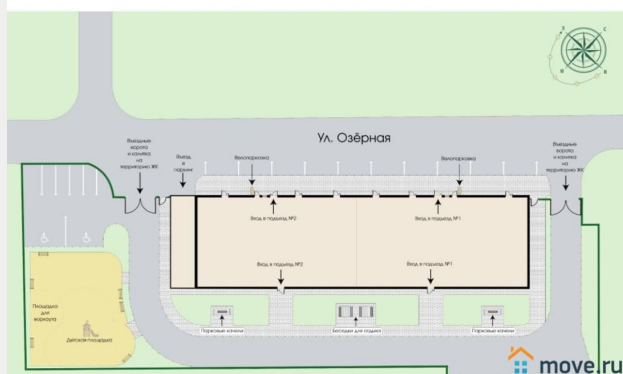 З
С
Ю
В
Ул. Озёрная
Въездные
ворота
и калитка
на
территорию ЖК
Въезд
в
паркинг
Велопарковка
Велопарковка
Въездные
ворота
и калитка
на
территорию ЖК
Вход в подъезд №2
Вход в подъезд №1
Вход в подъезд №2
Вход в подъезд №1
Площадка
для
воркаута
Детская площадка
Парковые качели
Беседки для отдыха
Парковые качели
move.ru